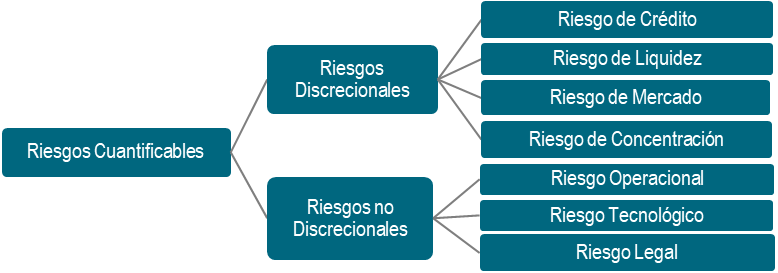 Riesgos Cuantificables
Riesgos
Discrecionales
Riesgo de Crédito
Riesgo de Liquidez
Riesgo de Mercado
Riesgo de Concentración
Riesgos no
Discrecionales
Riesgo Operacional
Riesgo Tecnológico
Riesgo Legal